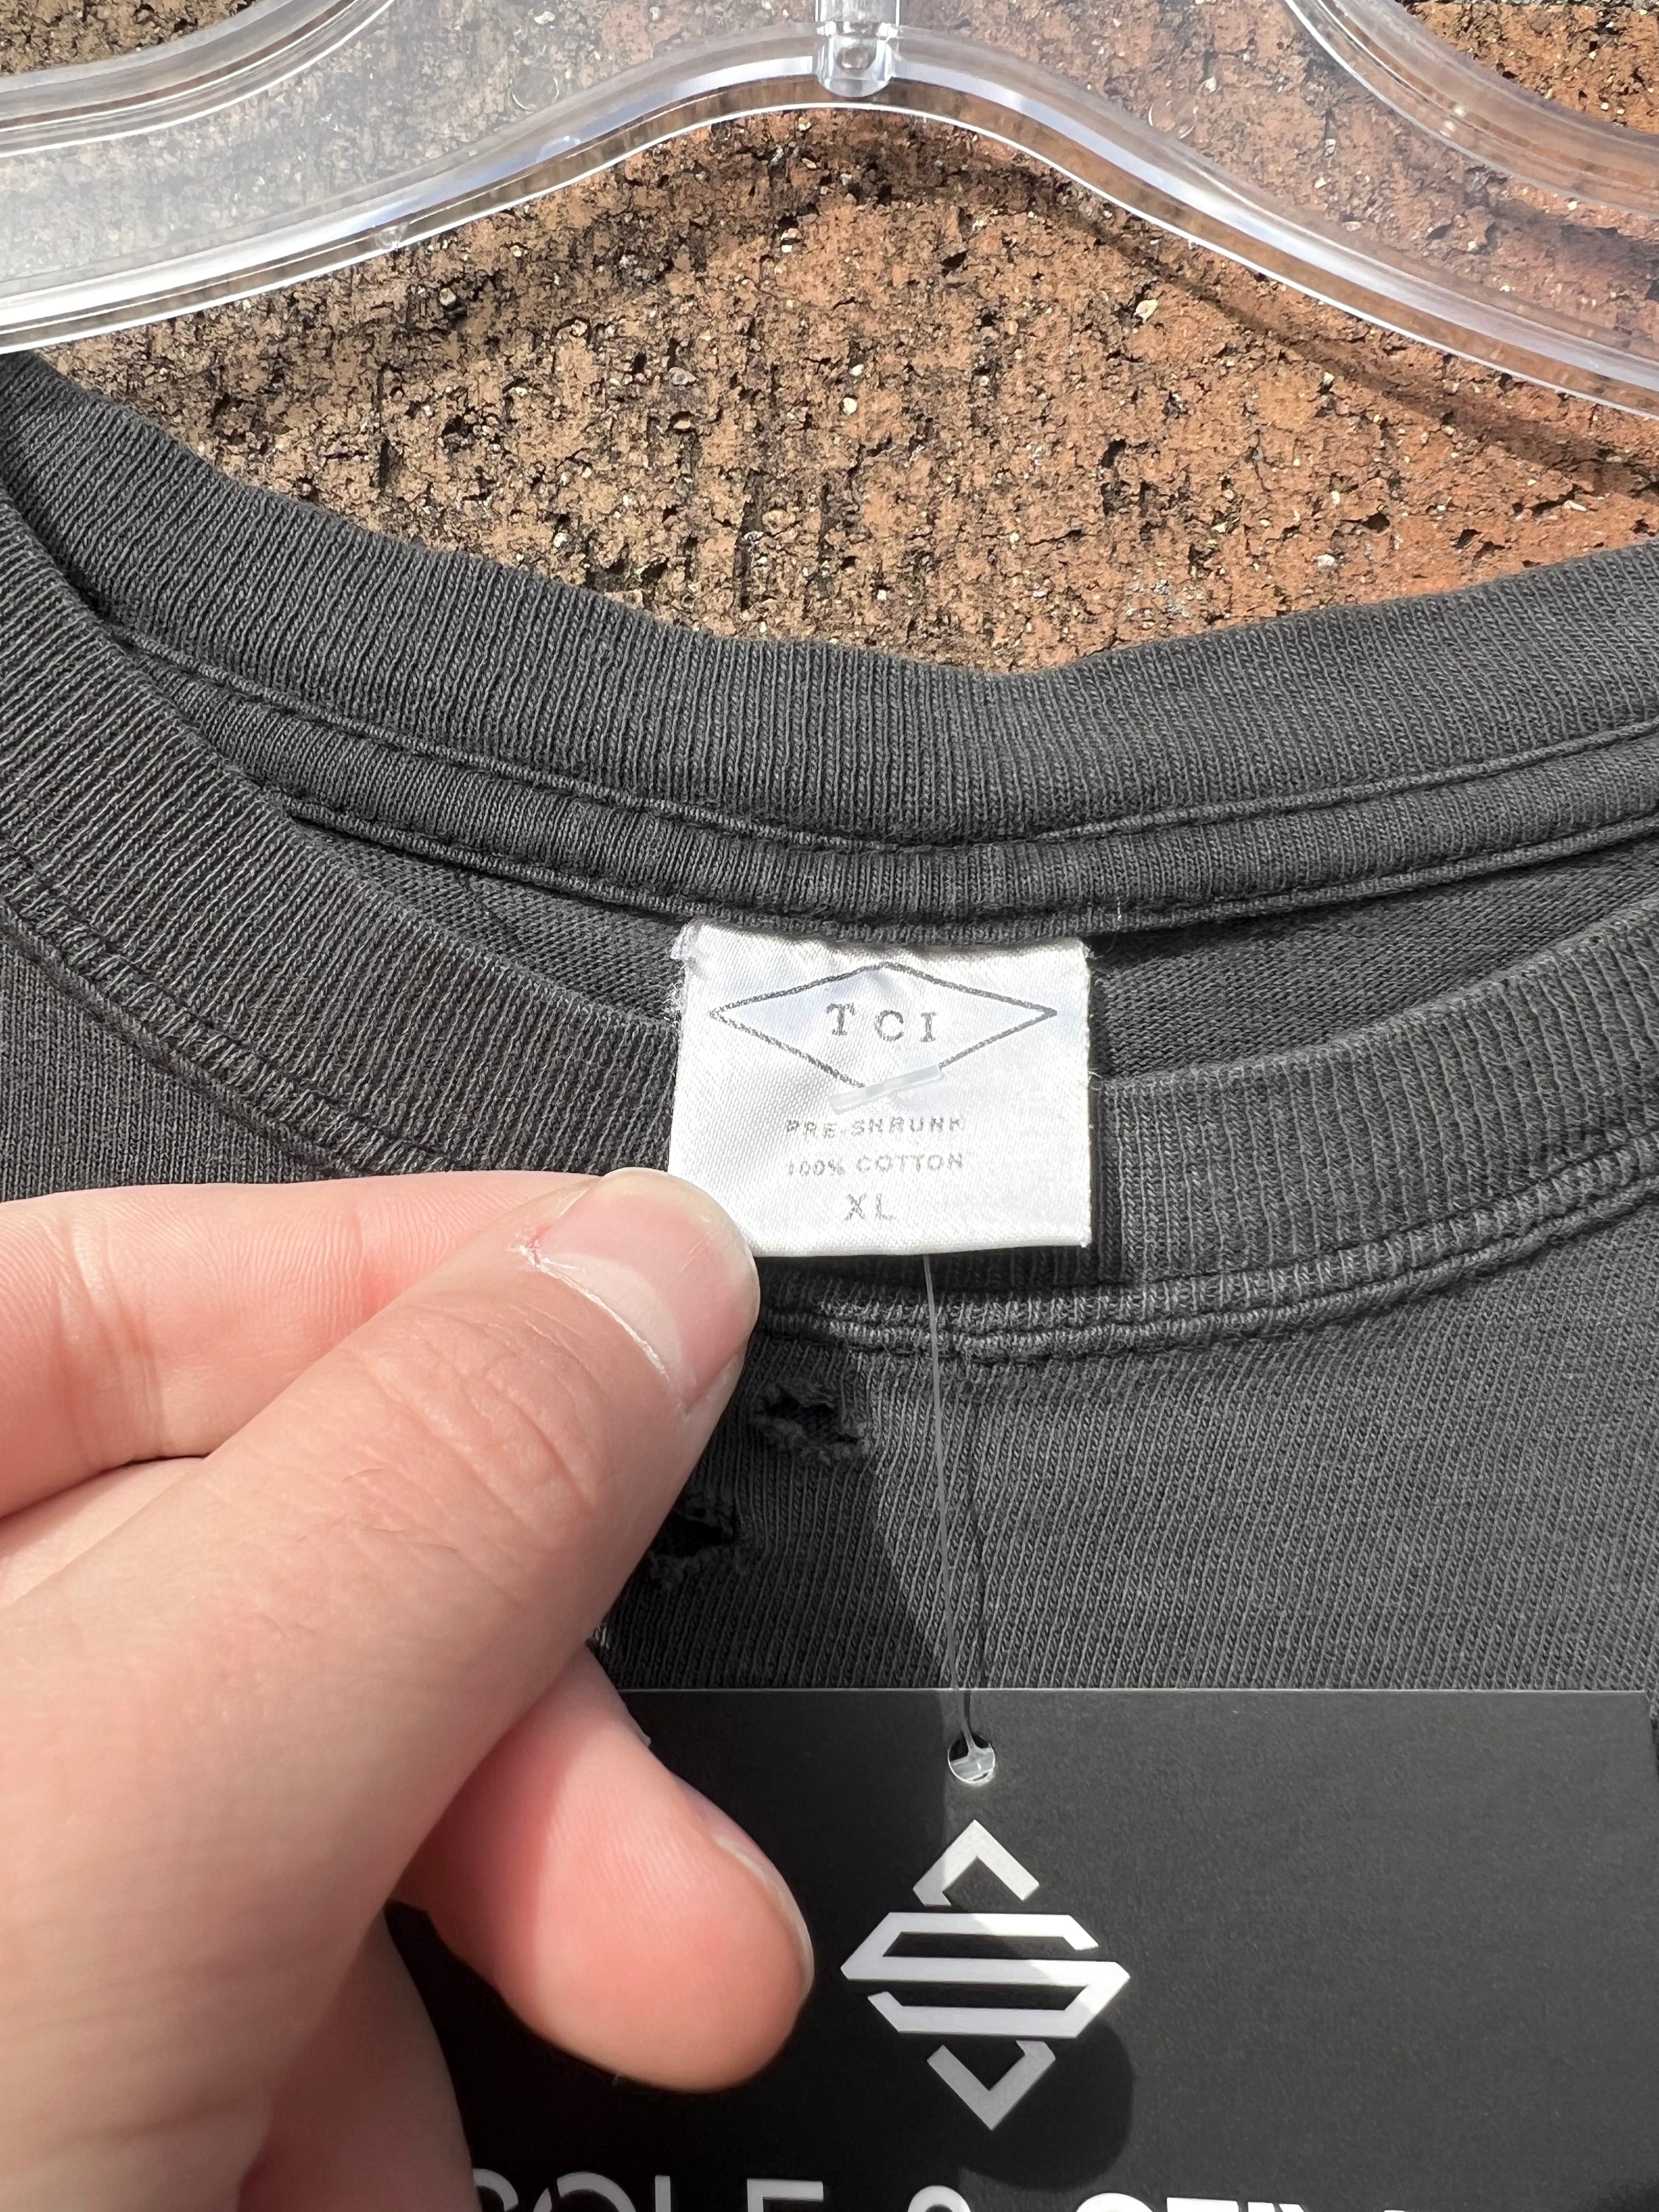 TCI
PRE-SHRUNK
100% COTTON
XL